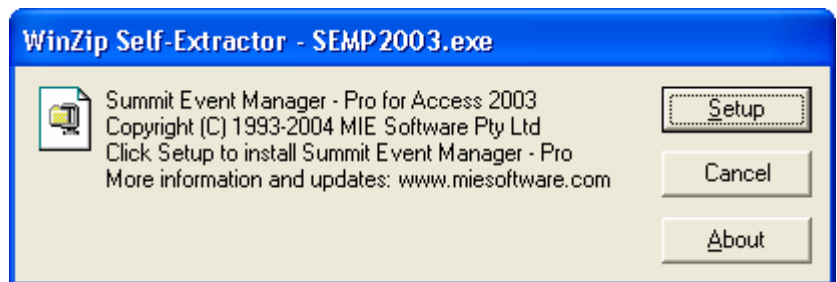 WinZip Self-Extractor - SEMP2003.exe
Summit Event Manager - Pro for Access 2003
Copyright (C) 1993-2004 MIE Software Pty Ltd
Click Setup to install Summit Event Manager - Pro
More information and updates: www.miesoftware.com
Setup
Cancel
About